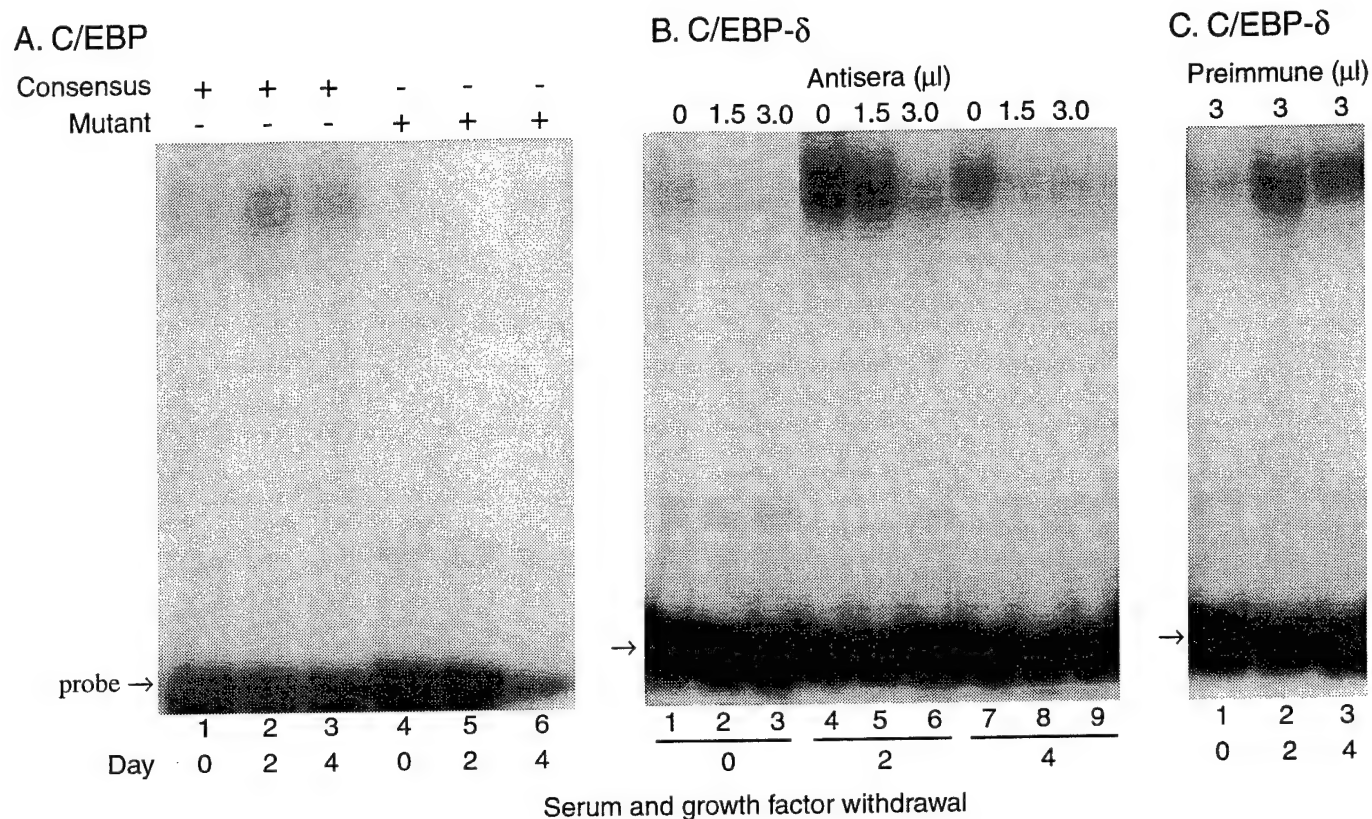 A. C/EBP
Consensus + + + - - -
Mutant - - - + + +
probe →
1 2 3 4 5 6
Day 0 2 4 0 2 4
B. C/EBP-δ
Antisera (µl)
0 1.5 3.0 0 1.5 3.0 0 1.5 3.0
→
1 2 3 4 5 6 7 8 9
0 2 4
C. C/EBP-δ
Preimmune (µl)
3 3 3
→
1 2 3
0 2 4
Serum and growth factor withdrawal